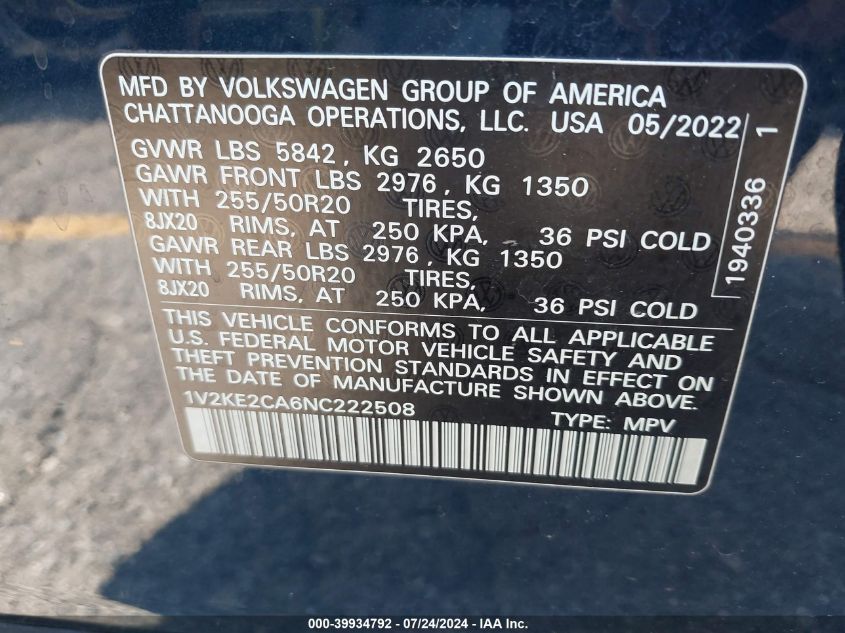 MFD BY VOLKSWAGEN GROUP OF AMERICA
CHATTANOOGA OPERATIONS, LLC. USA 05/2022
GVWR LBS 5842, KG 2650
GAWR FRONT LBS 2976, KG 1350
WITH 255/50R20 TIRES,
8JX20 RIMS, AT 250 KPA, 36 PSI COLD
GAWR REAR LBS 2976, KG 1350
WITH 255/50R20 TIRES,
8JX20 RIMS, AT 250 KPA, 36 PSI COLD
1940336 1
THIS VEHICLE CONFORMS TO ALL APPLICABLE
U.S. FEDERAL MOTOR VEHICLE SAFETY AND
THEFT PREVENTION STANDARDS IN EFFECT ON
THE DATE OF MANUFACTURE SHOWN ABOVE.
1V2KE2CA6NC222508 TYPE: MPV
000-39934792 - 07/24/2024 - IAA Inc.